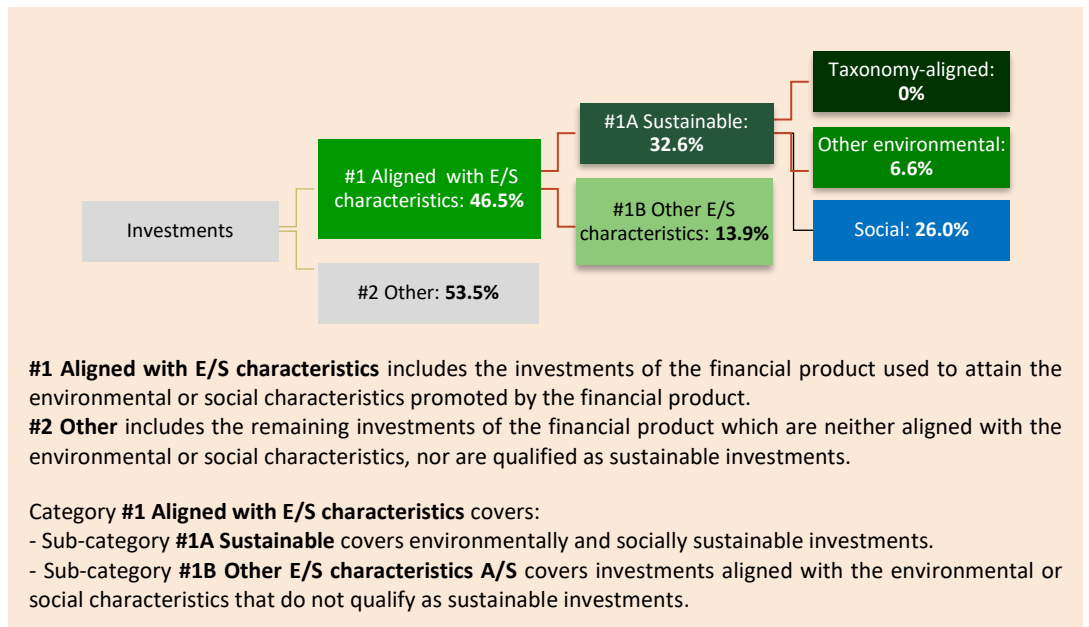 Taxonomy-aligned:
0%
#1A Sustainable:
32.6%
Other environmental:
6.6%
#1 Aligned with E/S
characteristics: 46.5%
#1B Other E/S
characteristics: 13.9%
Investments
Social: 26.0%
#2 Other: 53.5%
#1 Aligned with E/S characteristics includes the investments of the financial product used to attain the
environmental or social characteristics promoted by the financial product.
#2 Other includes the remaining investments of the financial product which are neither aligned with the
environmental or social characteristics, nor are qualified as sustainable investments.
Category #1 Aligned with E/S characteristics covers:
- Sub-category #1A Sustainable covers environmentally and socially sustainable investments.
- Sub-category #1B Other E/S characteristics A/S covers investments aligned with the environmental or
social characteristics that do not qualify as sustainable investments.